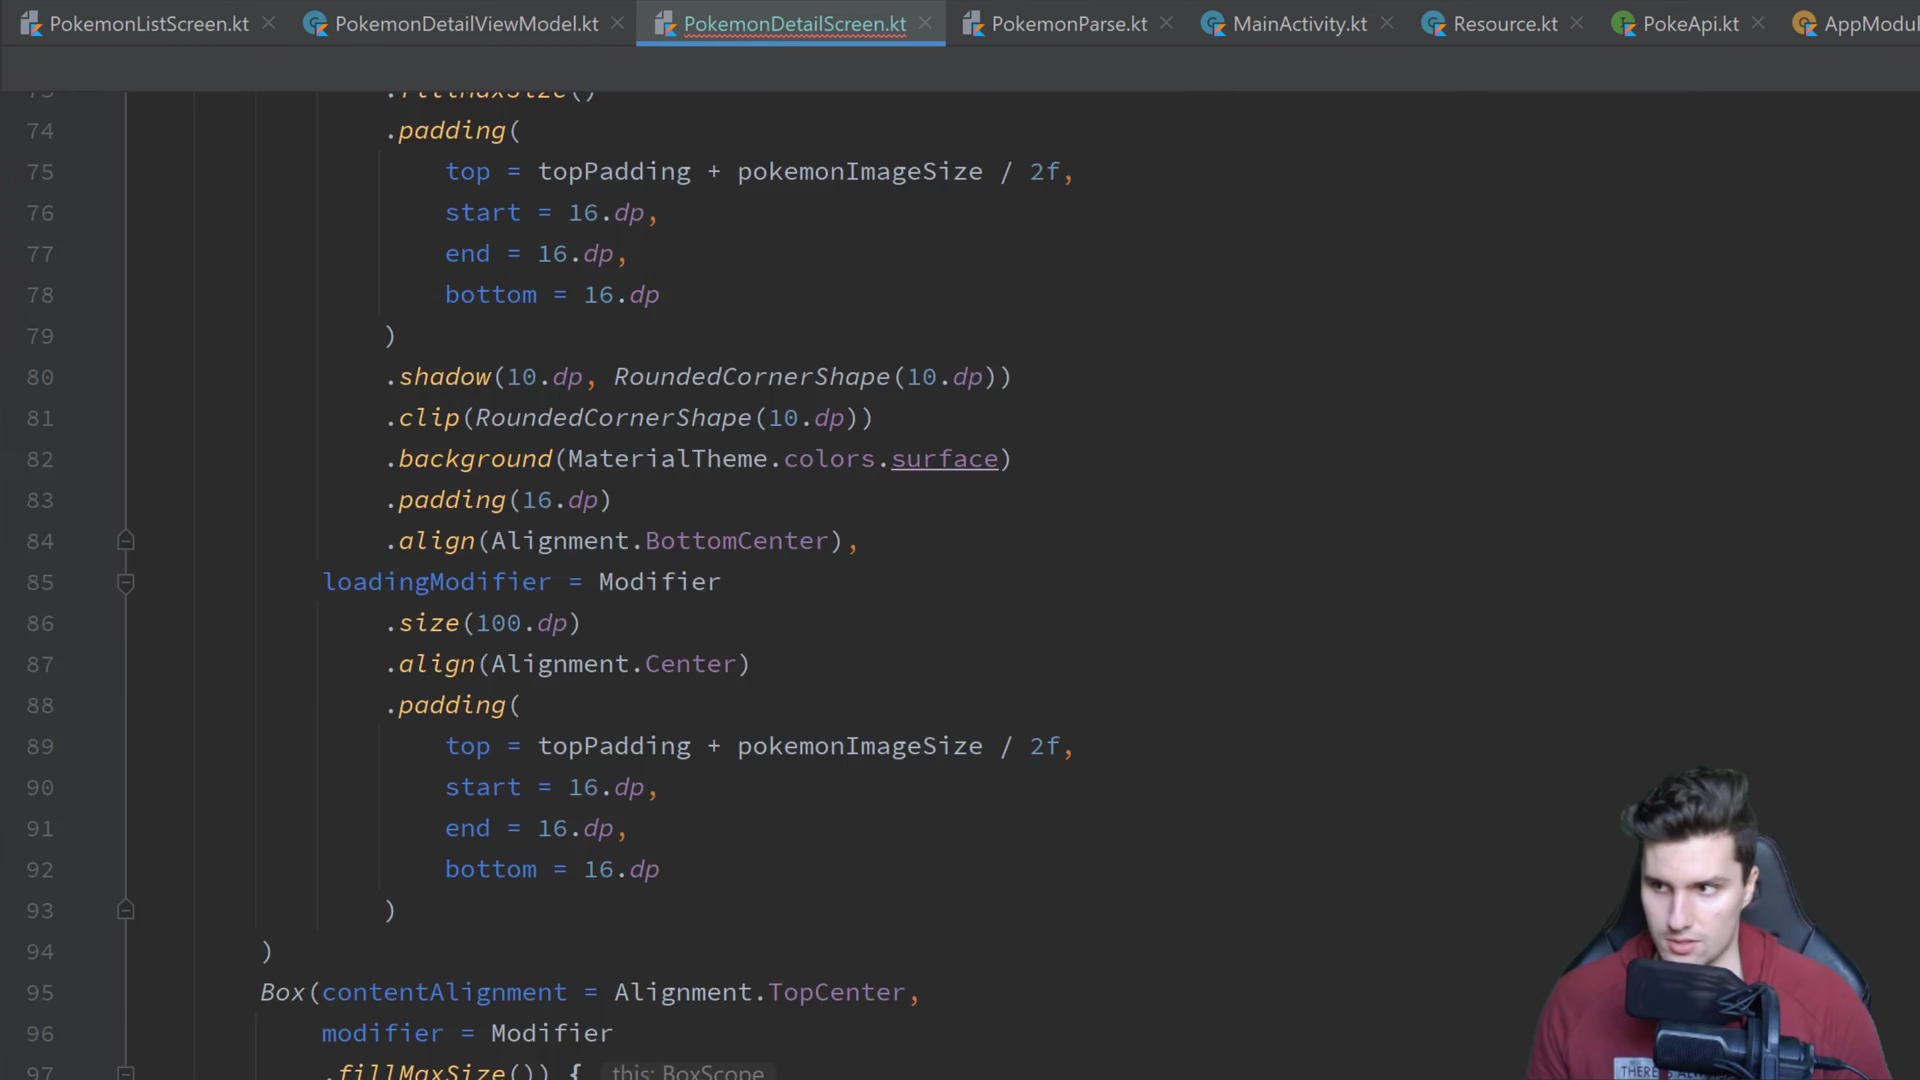 PokemonListScreen.kt PokemonDetailViewModel.kt PokemonDetailScreen.kt PokemonParse.kt MainActivity.kt Resource.kt PokeApi.kt AppModul
73 .fillMaxSize()
74 .padding(
75 top = topPadding + pokemonImageSize / 2f,
76 start = 16.dp,
77 end = 16.dp,
78 bottom = 16.dp
79 )
80 .shadow(10.dp, RoundedCornerShape(10.dp))
81 .clip(RoundedCornerShape(10.dp))
82 .background(MaterialTheme.colors.surface)
83 .padding(16.dp)
84 .align(Alignment.BottomCenter),
85 loadingModifier = Modifier
86 .size(100.dp)
87 .align(Alignment.Center)
88 .padding(
89 top = topPadding + pokemonImageSize / 2f,
90 start = 16.dp,
91 end = 16.dp,
92 bottom = 16.dp
93 )
94 )
95 Box(contentAlignment = Alignment.TopCenter,
96 modifier = Modifier
97 .fillMaxSize()) { this: BoxScope